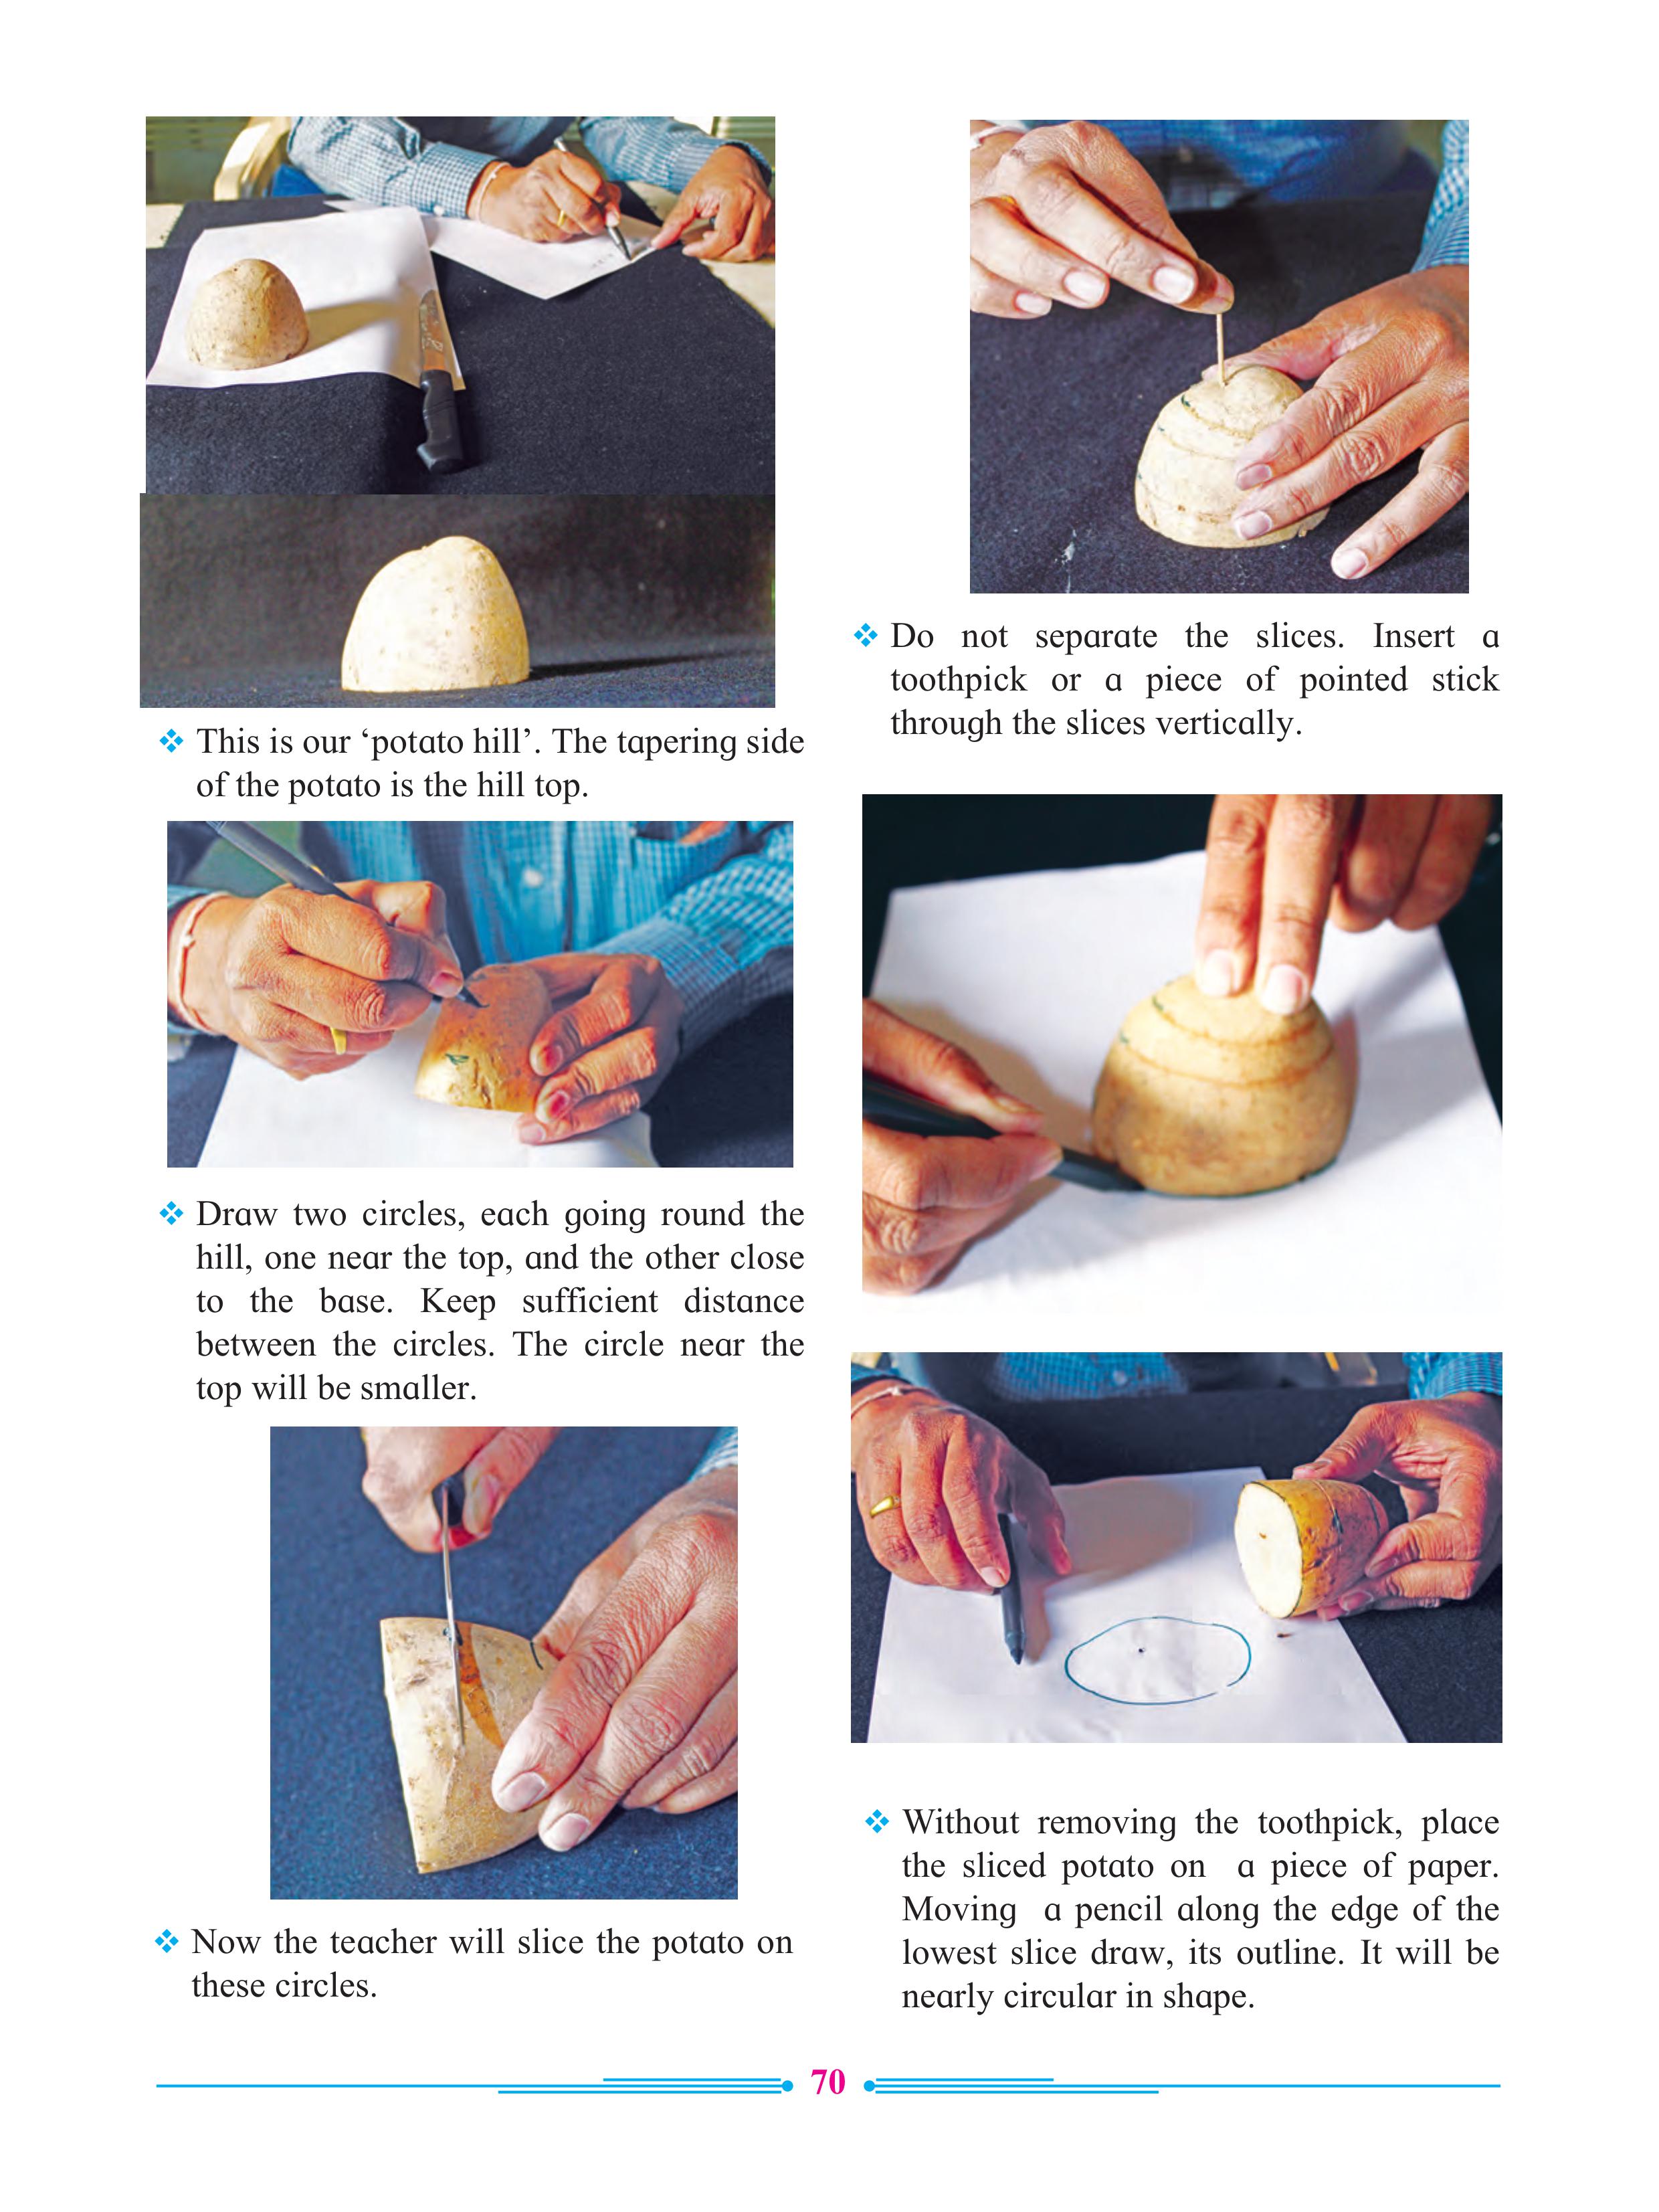 ❖ This is our ‘potato hill’. The tapering side
of the potato is the hill top.
❖ Draw two circles, each going round the
hill, one near the top, and the other close
to the base. Keep sufficient distance
between the circles. The circle near the
top will be smaller.
❖ Now the teacher will slice the potato on
these circles.
❖ Do not separate the slices. Insert a
toothpick or a piece of pointed stick
through the slices vertically.
❖ Without removing the toothpick, place
the sliced potato on a piece of paper.
Moving a pencil along the edge of the
lowest slice draw, its outline. It will be
nearly circular in shape.
70